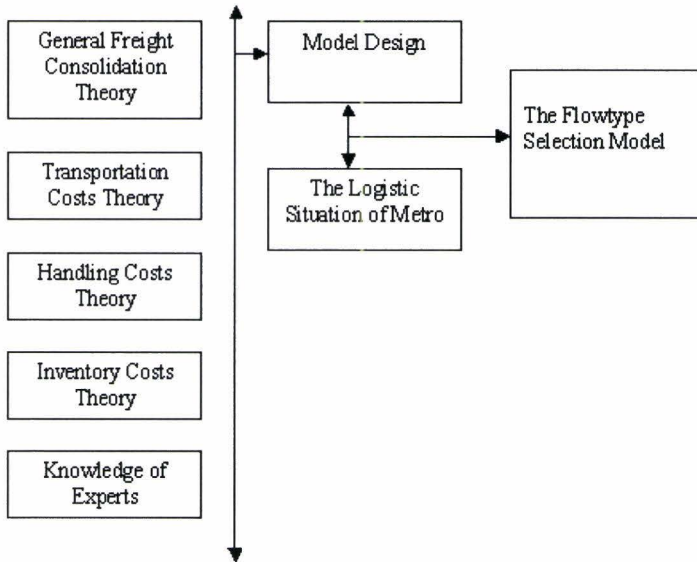 General Freight
Consolidation
Theory
Transportation
Costs Theory
Handling Costs
Theory
Inventory Costs
Theory
Knowledge of
Experts
Model Design
The Logistic
Situation of Metro
The Flowtype
Selection Model